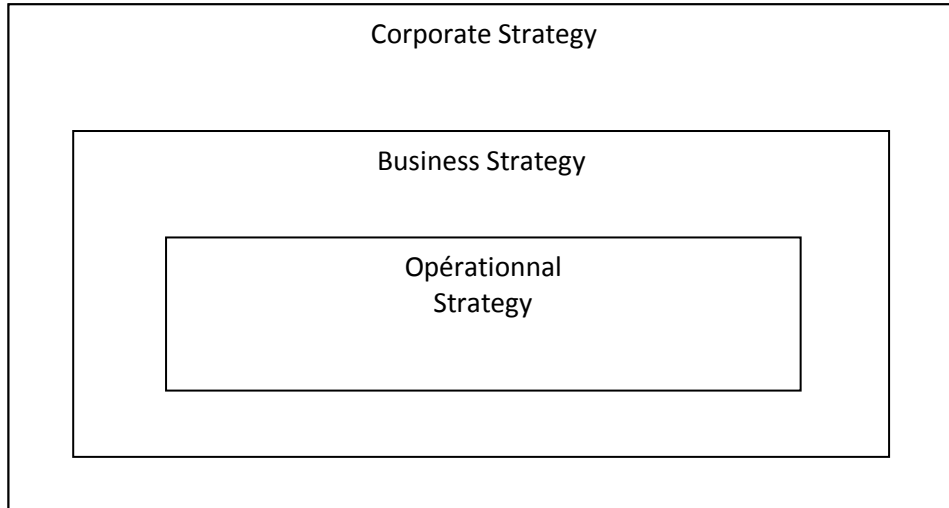 Corporate Strategy
Business Strategy
Opérationnal
Strategy